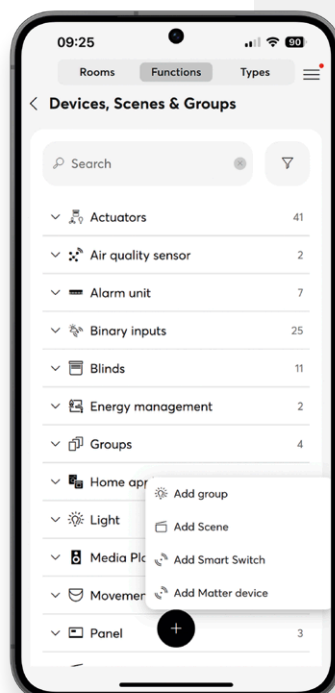 09:25
90
Rooms Functions Types
Devices, Scenes & Groups
Search
Actuators 41
Air quality sensor 2
Alarm unit 7
Binary inputs 25
Blinds 11
Energy management 2
Groups 4
Home app
Add group
Light
Add Scene
Media Pla
Add Smart Switch
Movemen
Add Matter device
Panel 3